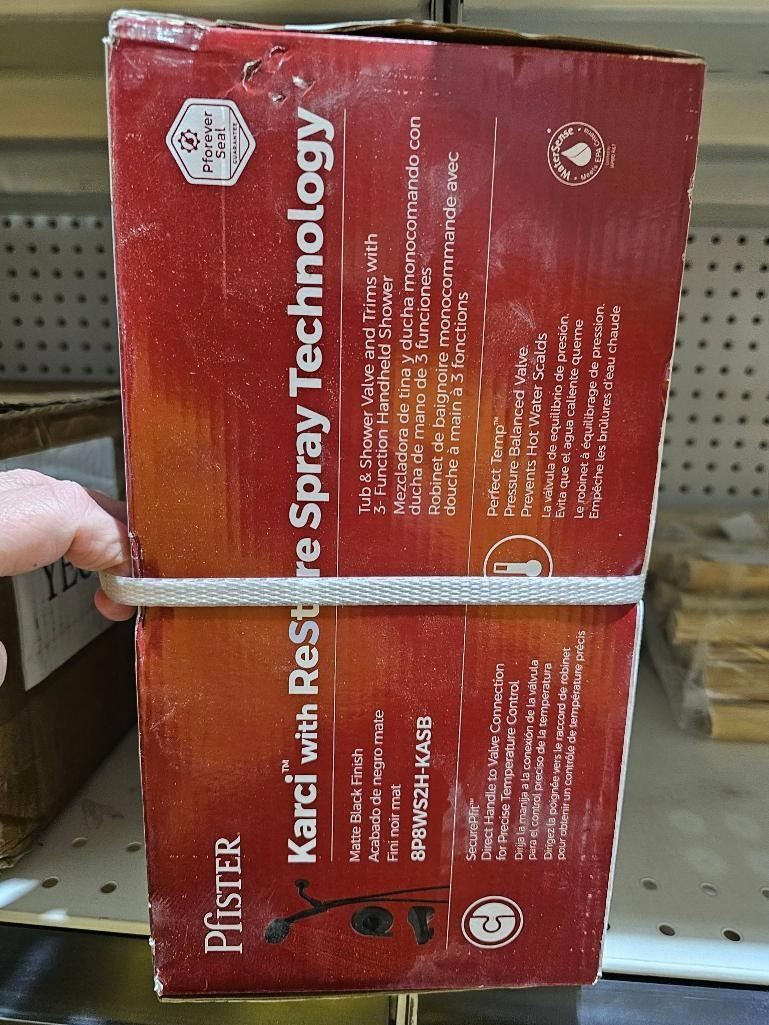 Pfister
Pforever
Seal
GUARANTEE
Karci™ with ReStore Spray Technology
Matte Black Finish
Acabado de negro mate
Fini noir mat
8P8WS2H-KASB
Tub & Shower Valve and Trims with
3- Function Handheld Shower
Mezcladora de tina y ducha monocomando con
ducha de mano de 3 funciones
Robinet de baignoire monocommande avec
douche à main à 3 fonctions
SecurePfit™
Direct Handle to Valve Connection
for Precise Temperature Control
Dirija la manija a la conexión de la válvula
para el control preciso de la temperatura
Dirigez la poignée vers le raccord de robinet
pour obtenir un contrôle de température précis
Perfect Temp™
Pressure Balanced Valve.
Prevents Hot Water Scalds
La válvula de equilibrio de presión.
Evita que el agua caliente queme
Le robinet à équilibrage de pression.
Empêche les brûlures d'eau chaude
WaterSense
Meets EPA Criteria